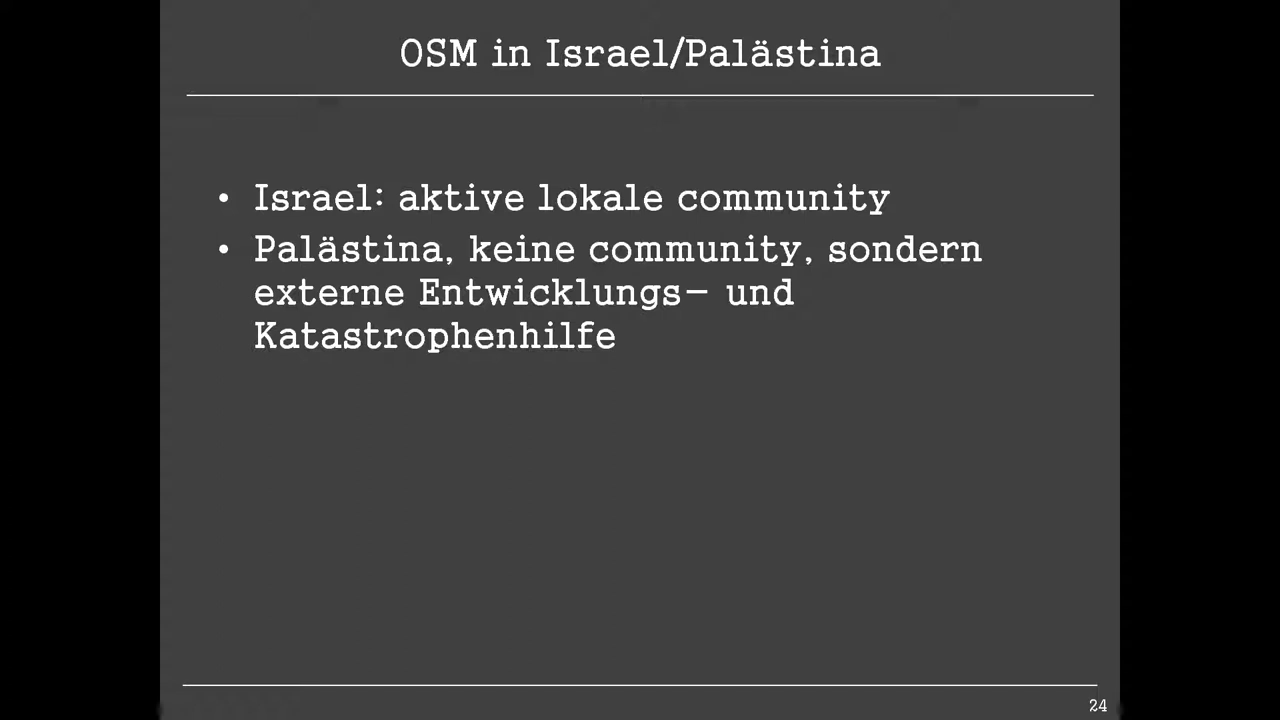 OSM in Israel/Palästina
• Israel: aktive lokale community
• Palästina, keine community, sondern
externe Entwicklungs- und
Katastrophenhilfe
24